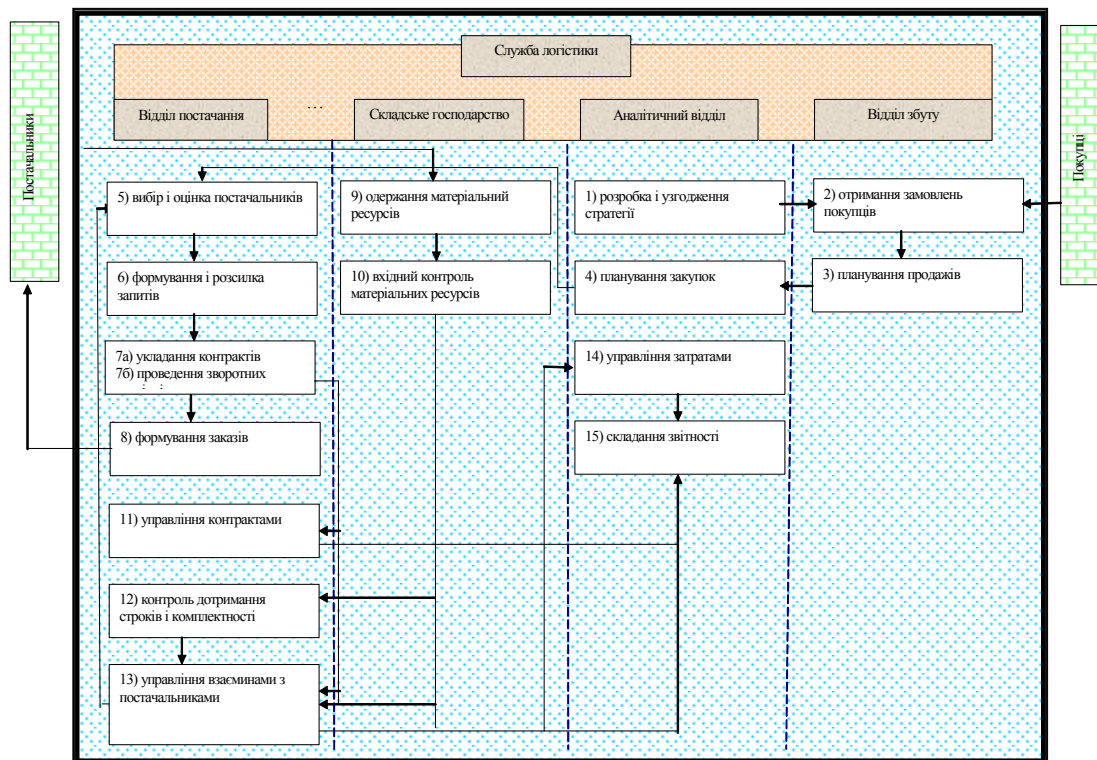 Служба логістики
Відділ постачання
...
Складське господарство
Аналітичний відділ
Відділ збуту
Постачальники
Покупці
5) вибір і оцінка постачальників
9) одержання матеріальний
ресурсів
1) розробка і узгодження
стратегії
2) отримання замовлень
покупців
6) формування і розсилка
запитів
10) вхідний контроль
матеріальних ресурсів
4) планування закупок
3) планування продажів
7а) укладання контрактів
7б) проведення зворотних
14) управління затратами
8) формування заказів
15) складання звітності
11) управління контрактами
12) контроль дотримання
строків і комплектності
13) управління взаєминами з
постачальниками